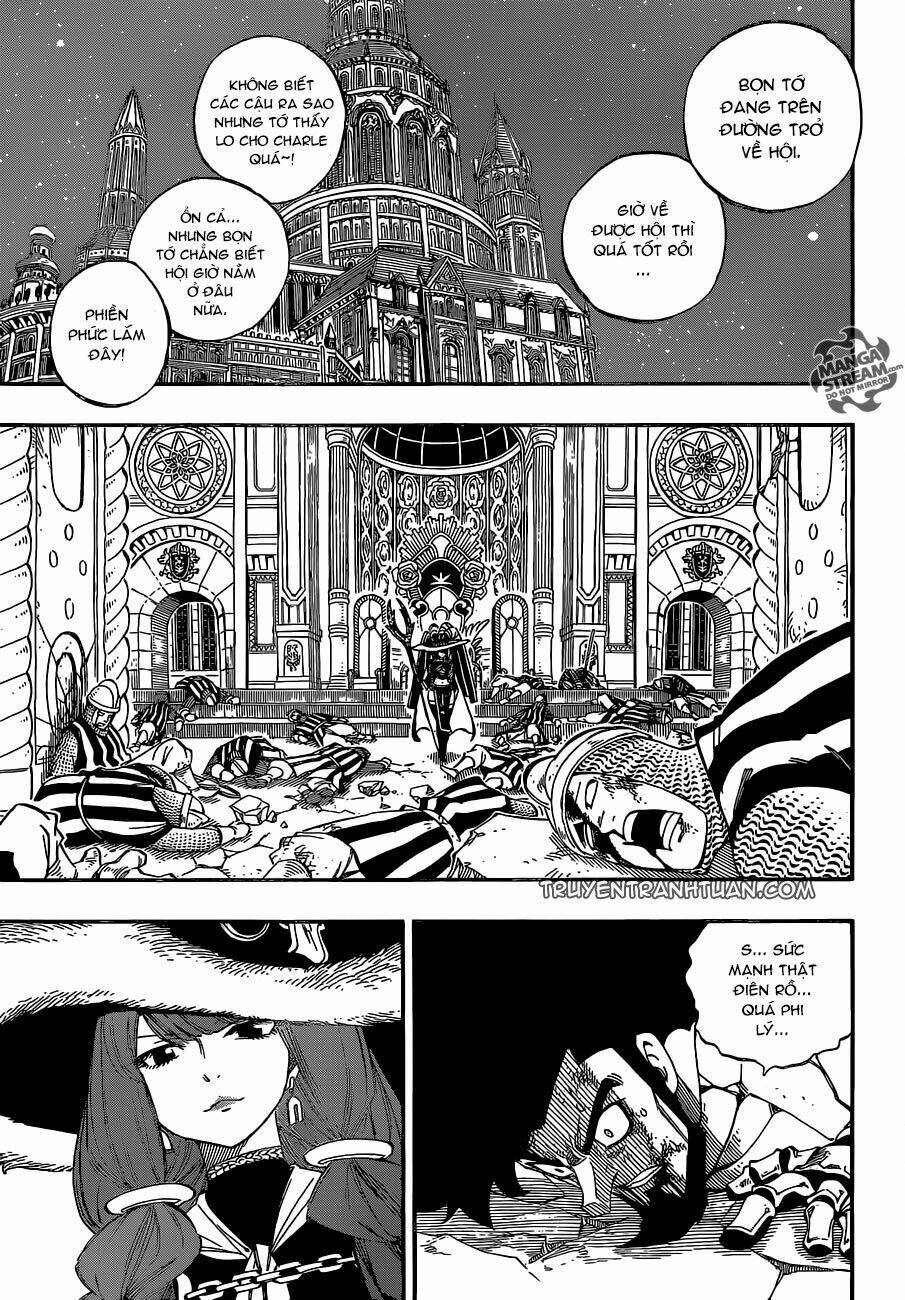 BỌN TỚ
ĐANG TRÊN
ĐƯỜNG TRỞ
VỀ HỘI.
GIỜ VỀ
ĐƯỢC HỘI THÌ
QUÁ TỐT RỒI
...
KHÔNG BIẾT
CÁC CẬU RA SAO
NHƯNG TỚ THẤY
LO CHO CHARLE
QUÁ~!
ỔN CẢ...
NHƯNG BỌN
TỚ CHẲNG BIẾT
HỘI GIỜ NẰM
Ở ĐÂU
NỮA.
PHIỀN
PHỨC LẮM
ĐÂY!
MANGA
STREAM.com
DO NOT MIRROR
TRUYENTRANHTUAN.COM
S... SỨC
MẠNH THẬT
ĐIÊN RỒ...
QUÁ PHI
LÝ...